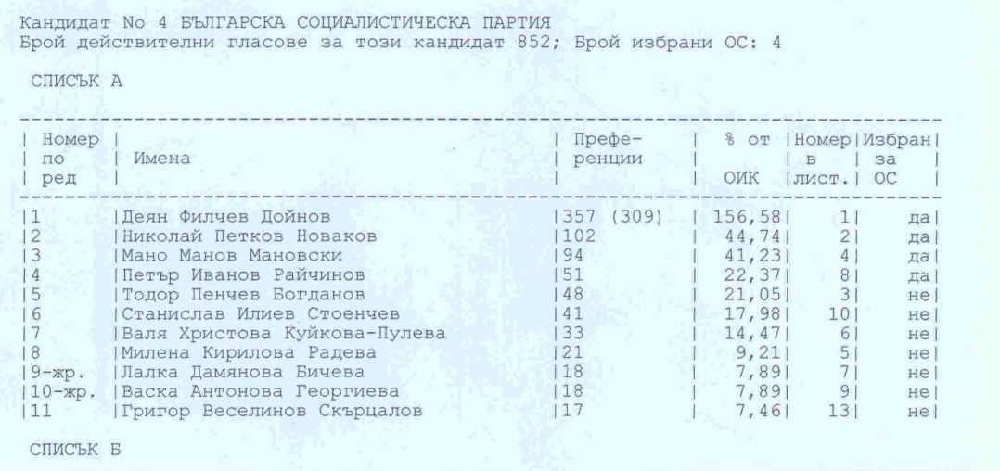 Кандидат No 4 БЪЛГАРСКА СОЦИАЛИСТИЧЕСКА ПАРТИЯ
Брой действителни гласове за този кандидат 852; Брой избрани ОС: 4
СПИСЪК А
| Номер | | Префе- | % от |Номер|Избран|
| по | Имена | ренции | | в | за |
| ред | | | ОИК |лист.| ОС |
|1 |Деян Филчев Дойнов |357 (309) | 156,58| 1| да|
|2 |Николай Петков Новаков |102 | 44,74| 2| да|
|3 |Мано Манов Мановски |94 | 41,23| 4| да|
|4 |Петър Иванов Райчинов |51 | 22,37| 8| да|
|5 |Тодор Пенчев Богданов |48 | 21,05| 3| не|
|6 |Станислав Илиев Стоенчев |41 | 17,98| 10| не|
|7 |Валя Христова Куйкова-Пулева |33 | 14,47| 6| не|
|8 |Милена Кирилова Радева |21 | 9,21| 5| не|
|9-жр. |Лалка Дамянова Бичева |18 | 7,89| 7| не|
|10-жр. |Васка Антонова Георгиева |18 | 7,89| 9| не|
|11 |Григор Веселинов Скърцалов |17 | 7,46| 13| не|
СПИСЪК Б